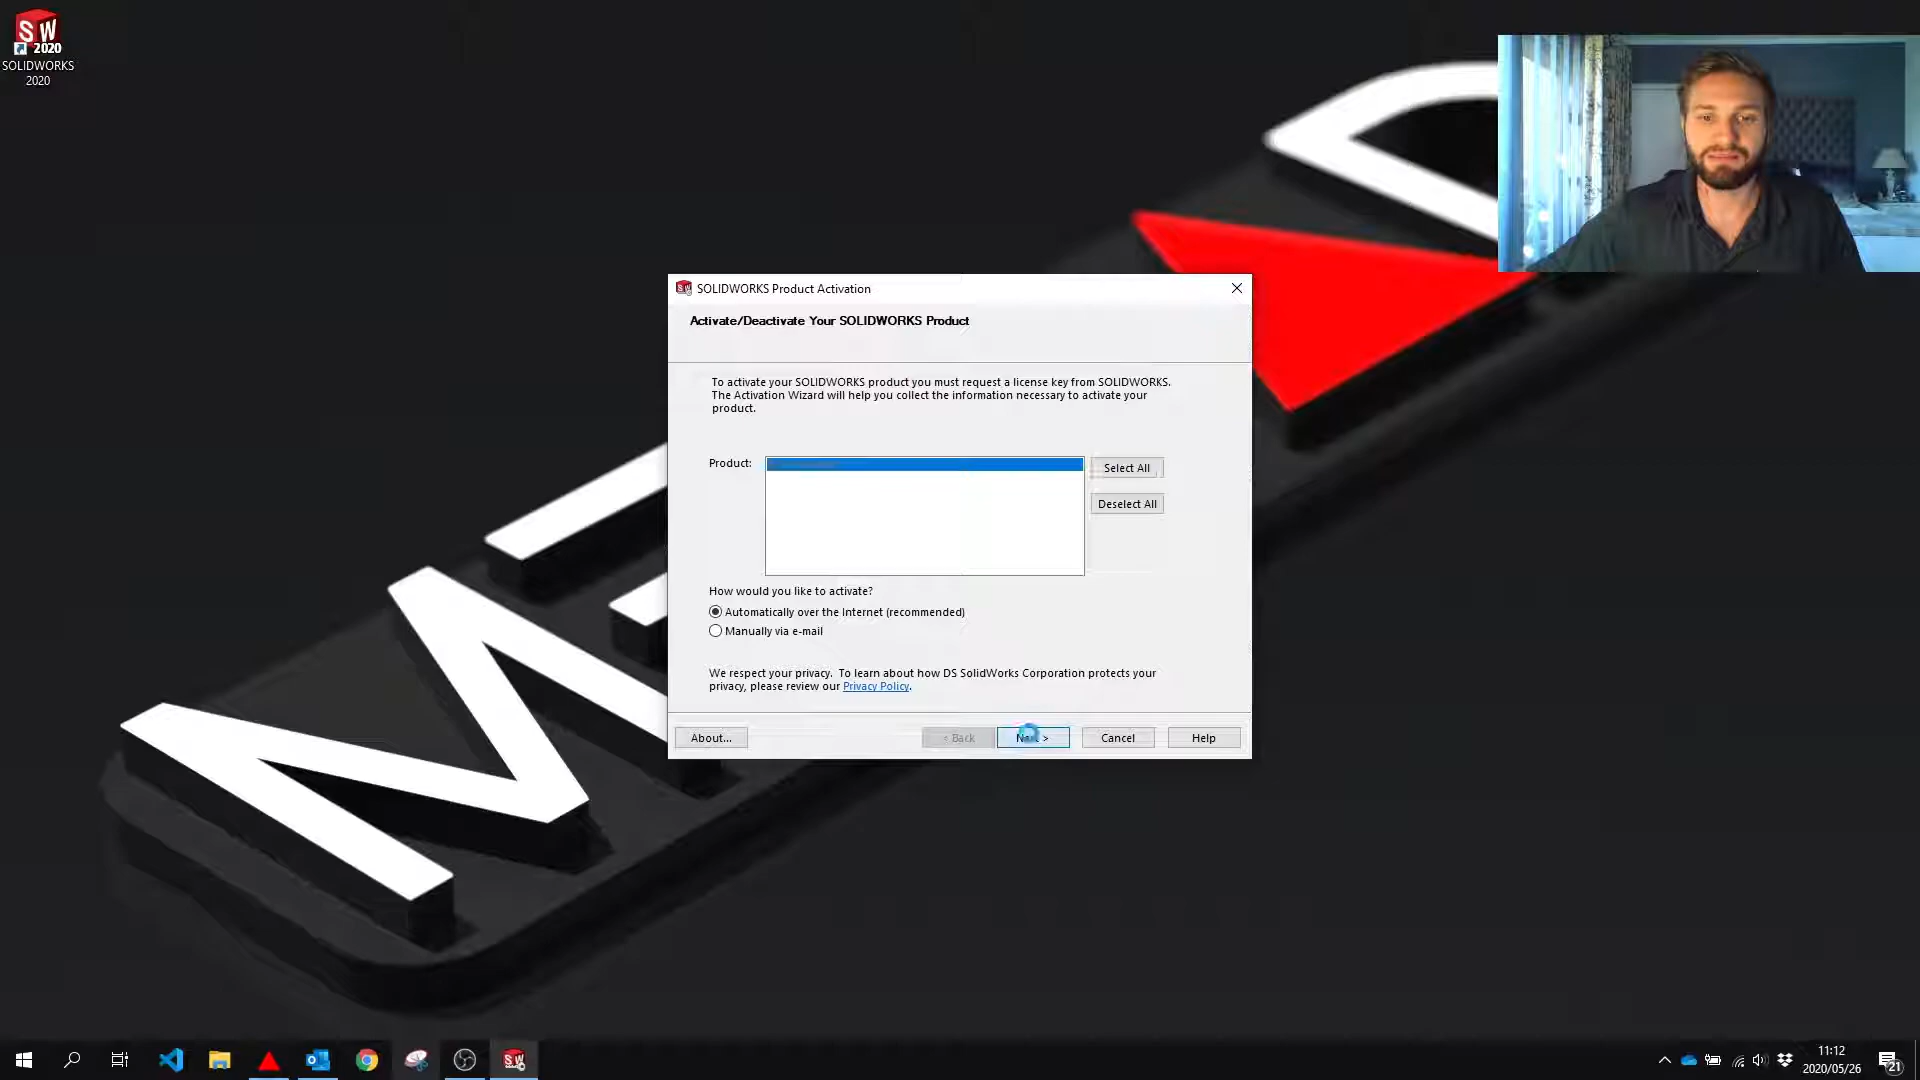 SW
2020
SOLIDWORKS
2020
SOLIDWORKS Product Activation
Activate/Deactivate Your SOLIDWORKS Product
To activate your SOLIDWORKS product you must request a license key from SOLIDWORKS.
The Activation Wizard will help you collect the information necessary to activate your
product.
Product:
Select All
Deselect All
How would you like to activate?
Automatically over the Internet (recommended)
Manually via e-mail
We respect your privacy. To learn about how DS SolidWorks Corporation protects your
privacy, please review our Privacy Policy.
About...
< Back
Next >
Cancel
Help
11:12
2020/05/26
21